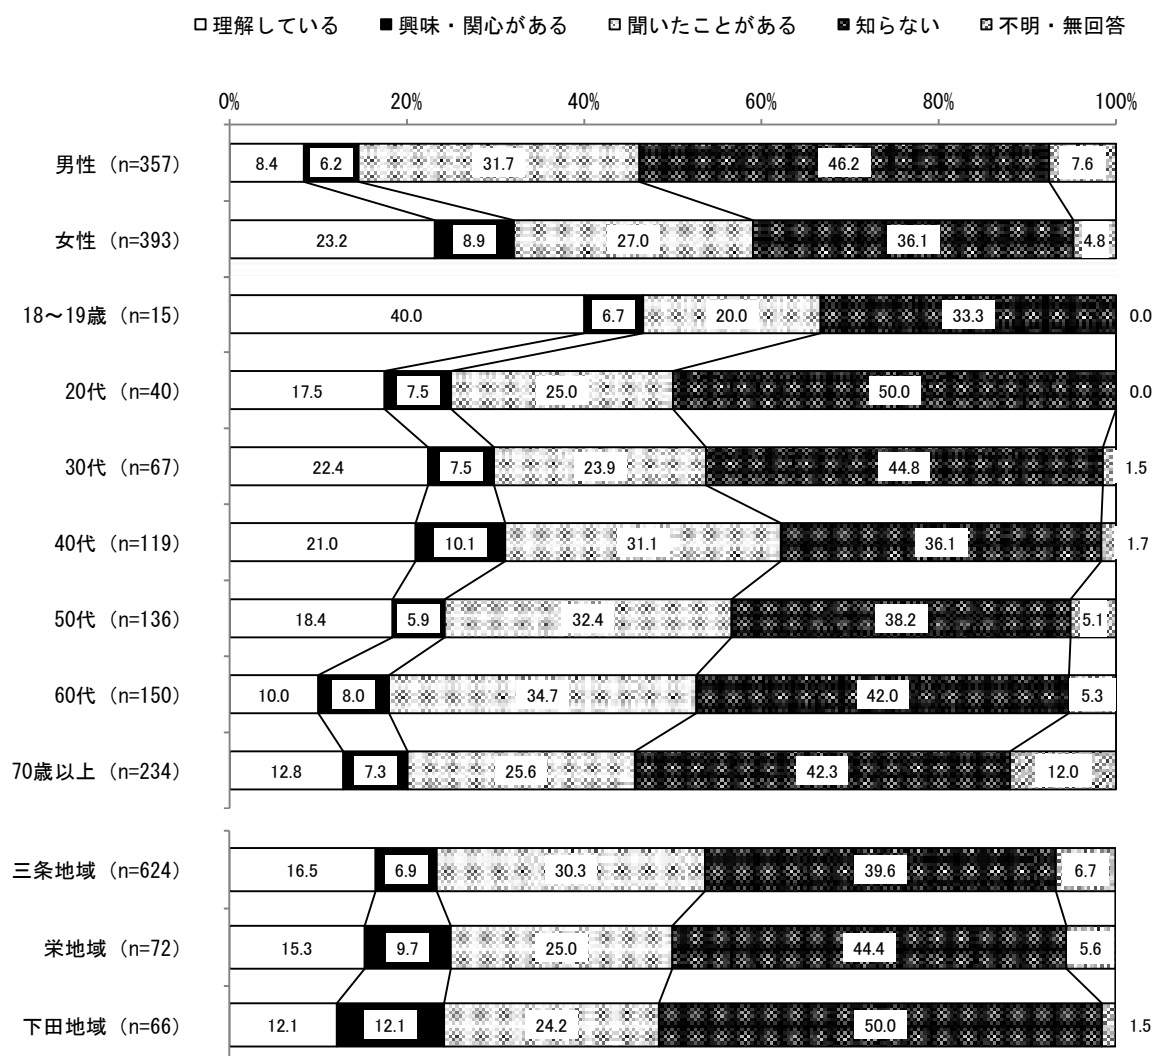 理解している 興味・関心がある 聞いたことがある 知らない 不明・無回答
0% 20% 40% 60% 80% 100%
男性 (n=357) 8.4 6.2 31.7 46.2 7.6
女性 (n=393) 23.2 8.9 27.0 36.1 4.8
18～19歳 (n=15) 40.0 6.7 20.0 33.3 0.0
20代 (n=40) 17.5 7.5 25.0 50.0 0.0
30代 (n=67) 22.4 7.5 23.9 44.8 1.5
40代 (n=119) 21.0 10.1 31.1 36.1 1.7
50代 (n=136) 18.4 5.9 32.4 38.2 5.1
60代 (n=150) 10.0 8.0 34.7 42.0 5.3
70歳以上 (n=234) 12.8 7.3 25.6 42.3 12.0
三条地域 (n=624) 16.5 6.9 30.3 39.6 6.7
栄地域 (n=72) 15.3 9.7 25.0 44.4 5.6
下田地域 (n=66) 12.1 12.1 24.2 50.0 1.5